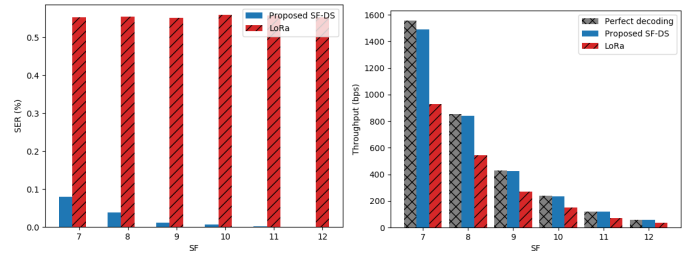 Proposed SF-DS
LoRa
SER (%)
0.5
0.4
0.3
0.2
0.1
0.0
7 8 9 10 11 12
SF
Perfect decoding
Proposed SF-DS
LoRa
Throughput (bps)
1600
1400
1200
1000
800
600
400
200
0
7 8 9 10 11 12
SF